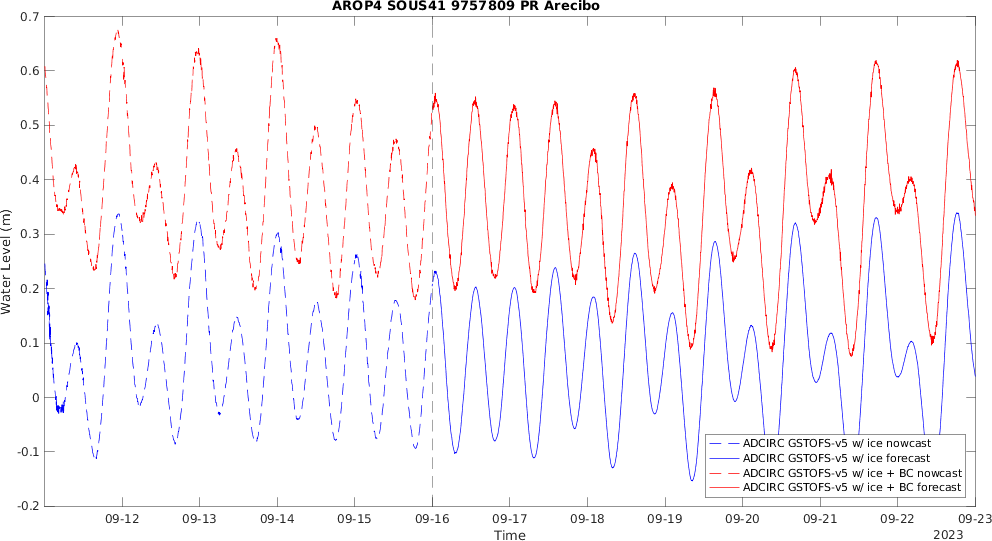 AROP4 SOUS41 9757809 PR Arecibo
0.7
0.6
0.5
0.4
0.3
0.2
0.1
0
-0.1
-0.2
Water Level (m)
ADCIRC GSTOFS-v5 w/ ice nowcast
ADCIRC GSTOFS-v5 w/ ice forecast
ADCIRC GSTOFS-v5 w/ ice + BC nowcast
ADCIRC GSTOFS-v5 w/ ice + BC forecast
09-12 09-13 09-14 09-15 09-16 09-17 09-18 09-19 09-20 09-21 09-22 09-23
Time
2023